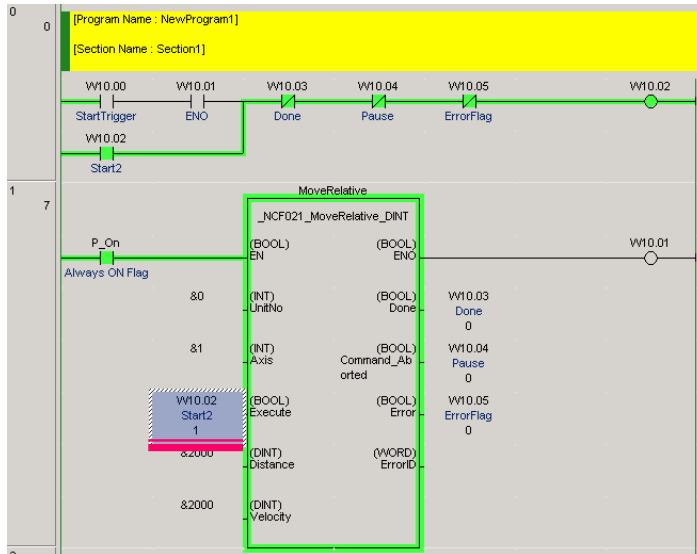 0
0
[Program Name : NewProgram1]
[Section Name : Section1]
W10.00 W10.01 W10.03 W10.04 W10.05 W10.02
StartTrigger ENO Done Pause ErrorFlag
W10.02
Start2
1
7
MoveRelative
_NCF021_MoveRelative_DINT
P_On (BOOL) (BOOL) W10.01
EN ENO
Always ON Flag
&0 (INT) (BOOL) W10.03
UnitNo Done Done
0
&1 (INT) (BOOL) W10.04
Axis Command_Ab Pause
orted 0
W10.02 (BOOL) (BOOL) W10.05
Start2 Execute Error ErrorFlag
1 0
&2000 (DINT) (WORD)
Distance ErrorID
&2000 (DINT)
Velocity